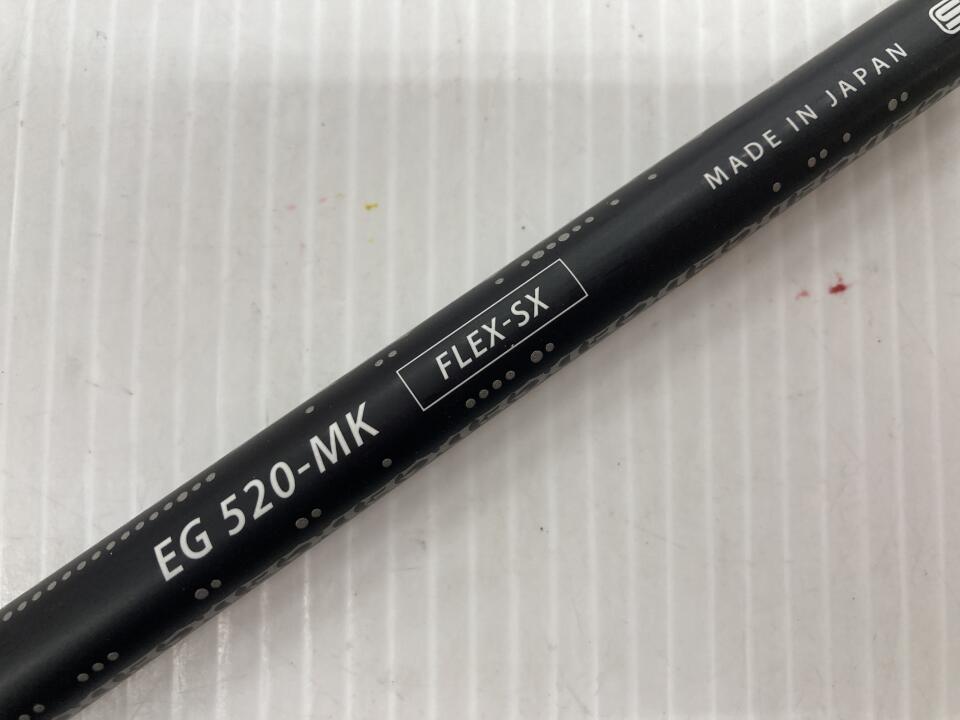 EG 520-MK
FLEX-SX
MADE IN JAPAN